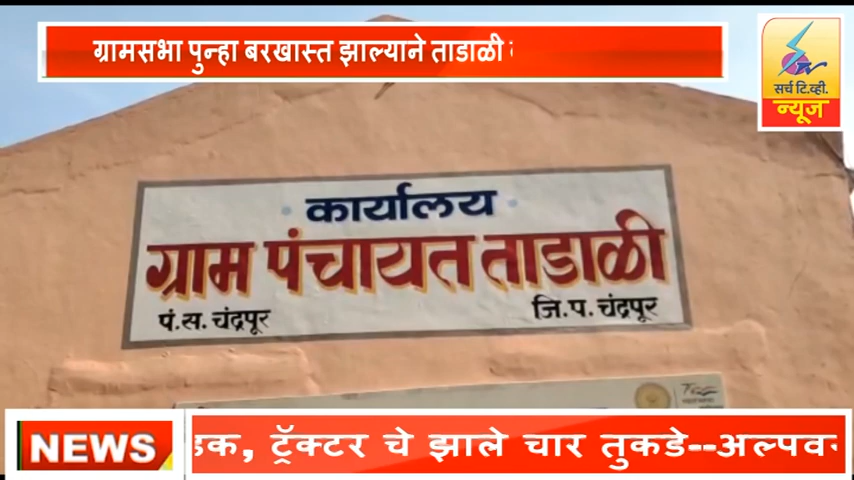 ग्रामसभा पुन्हा बरखास्त झाल्याने ताडाळी
सर्च टि.व्ही.
न्यूज
कार्यालय
ग्राम पंचायत ताडाळी
पं.स. चंद्रपूर
जि.प. चंद्रपूर
NEWS
ट्रॅक्टर चे झाले चार तुकडे--अल्पव